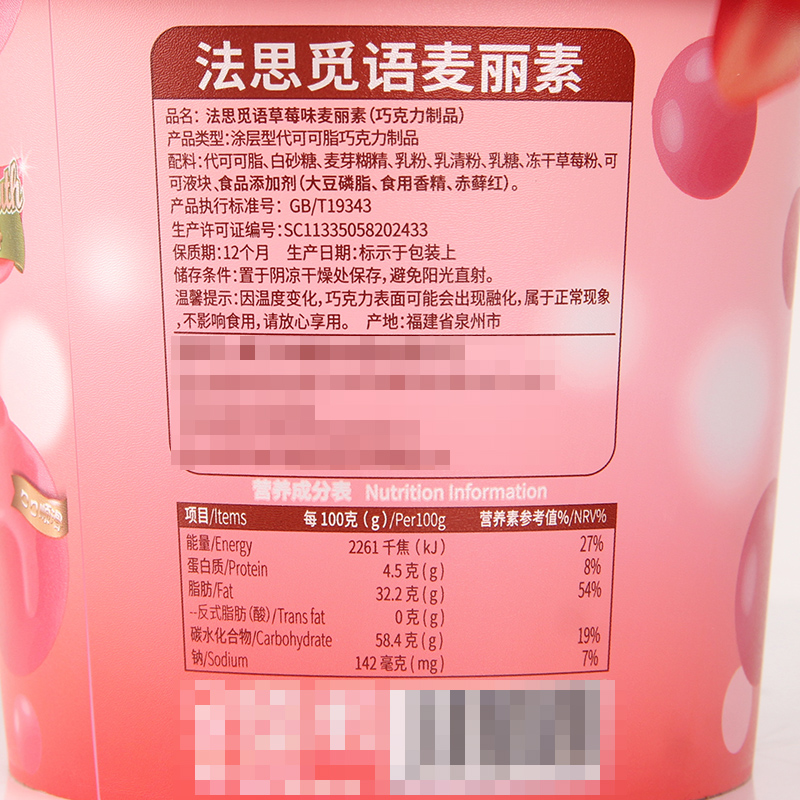 法思觅语麦丽素
品名：法思觅语草莓味麦丽素(巧克力制品)
产品类型:涂层型代可可脂巧克力制品
配料:代可可脂、白砂糖、麦芽糊精、乳粉、乳清粉、乳糖、冻干草莓粉、可
可液块、食品添加剂(大豆磷脂、食用香精、赤藓红)。
产品执行标准号：GB/T19343
生产许可证编号:SC11335058202433
保质期:12个月 生产日期:标示于包装上
储存条件:置于阴凉干燥处保存,避免阳光直射。
温馨提示:因温度变化,巧克力表面可能会出现融化,属于正常现象
,不影响食用,请放心享用。 产地:福建省泉州市
营养成分表 Nutrition Information
项目/Items 每100克(g)/Per100g 营养素参考值%/NRV%
能量/Energy 2261千焦(kJ) 27%
蛋白质/Protein 4.5克(g) 8%
脂肪/Fat 32.2克(g) 54%
--反式脂肪(酸)/Trans fat 0克(g)
碳水化合物/Carbohydrate 58.4克(g) 19%
钠/Sodium 142毫克(mg) 7%